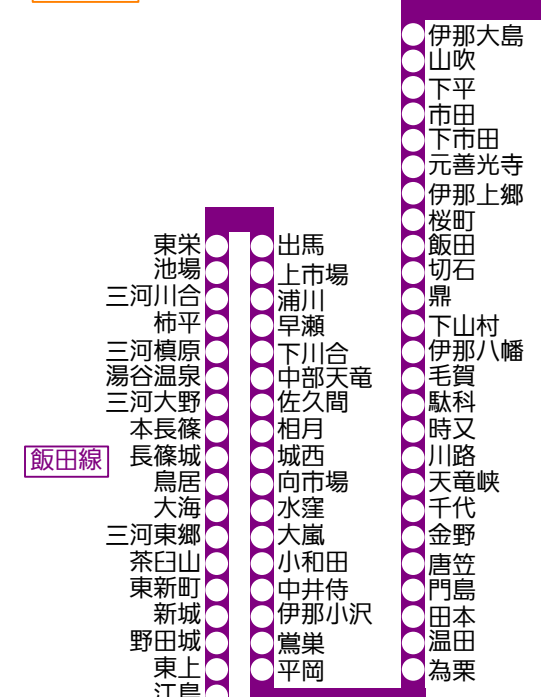 東栄
池場
三河川合
柿平
三河槙原
湯谷温泉
三河大野
本長篠
長篠城
鳥居
大海
三河東郷
茶臼山
東新町
新城
野田城
東上
江島
飯田線
出馬
上市場
浦川
早瀬
下川合
中部天竜
佐久間
相月
城西
向市場
水窪
大嵐
小和田
中井侍
伊那小沢
鶯巣
平岡
伊那大島
山吹
下平
市田
下市田
元善光寺
伊那上郷
桜町
飯田
切石
鼎
下山村
伊那八幡
毛賀
駄科
時又
川路
天竜峡
千代
金野
唐笠
門島
田本
温田
為栗